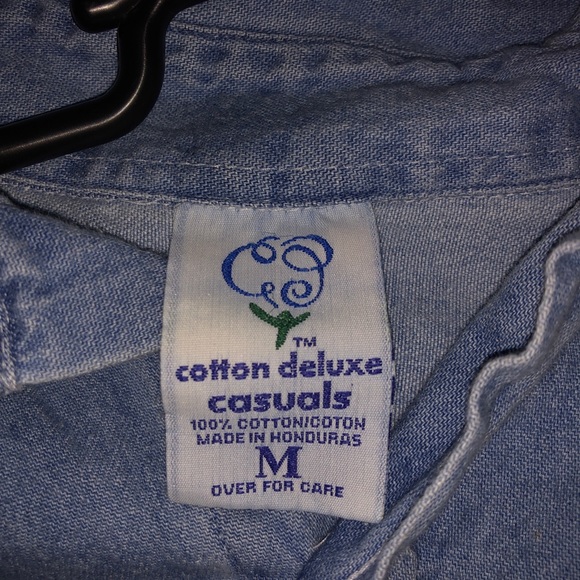 TM
cotton deluxe
casuals
100% COTTON/COTON
MADE IN HONDURAS
M
OVER FOR CARE